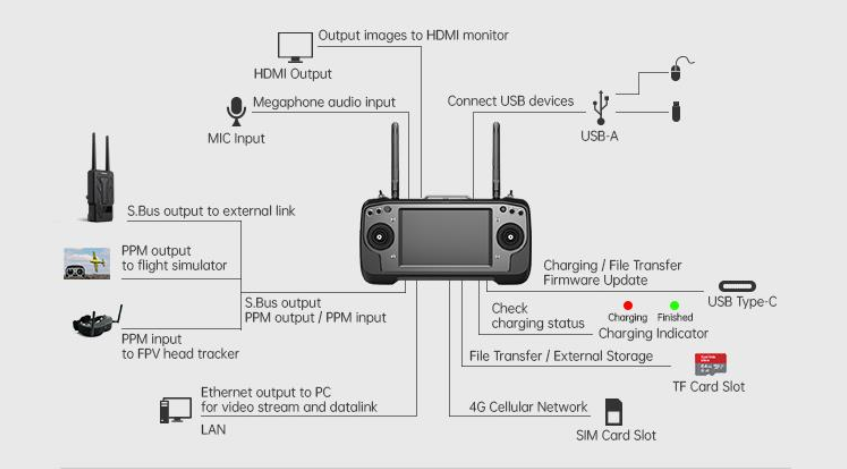 Output images to HDMI monitor
HDMI Output
Megaphone audio input
MIC Input
Connect USB devices
USB-A
S.Bus output to external link
PPM output
to flight simulator
S.Bus output
PPM output / PPM input
PPM input
to FPV head tracker
Charging / File Transfer
Firmware Update
USB Type-C
Check
charging status
Charging
Finished
Charging Indicator
File Transfer / External Storage
TF Card Slot
Ethernet output to PC
for video stream and datalink
LAN
4G Cellular Network
SIM Card Slot